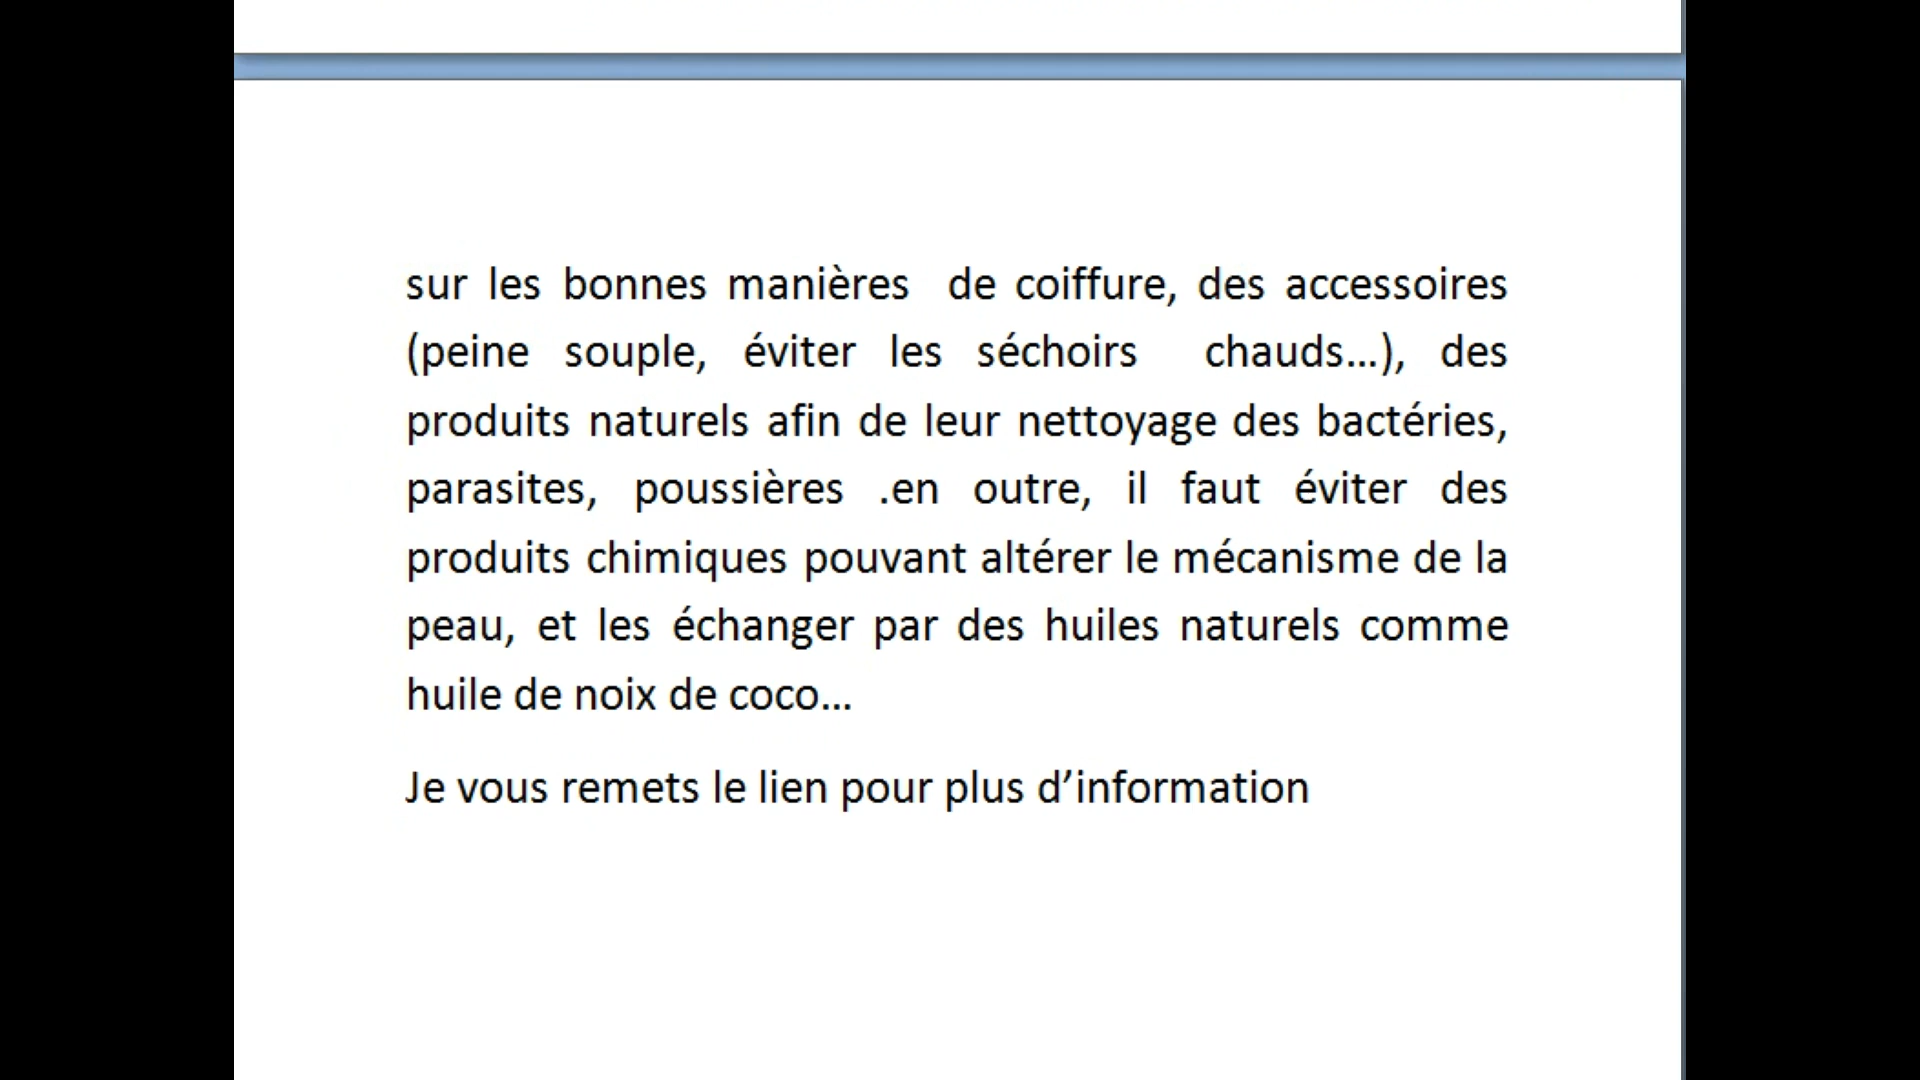 sur les bonnes manières de coiffure, des accessoires
(peine souple, éviter les séchoirs chauds...), des
produits naturels afin de leur nettoyage des bactéries,
parasites, poussières .en outre, il faut éviter des
produits chimiques pouvant altérer le mécanisme de la
peau, et les échanger par des huiles naturels comme
huile de noix de coco...
Je vous remets le lien pour plus d’information